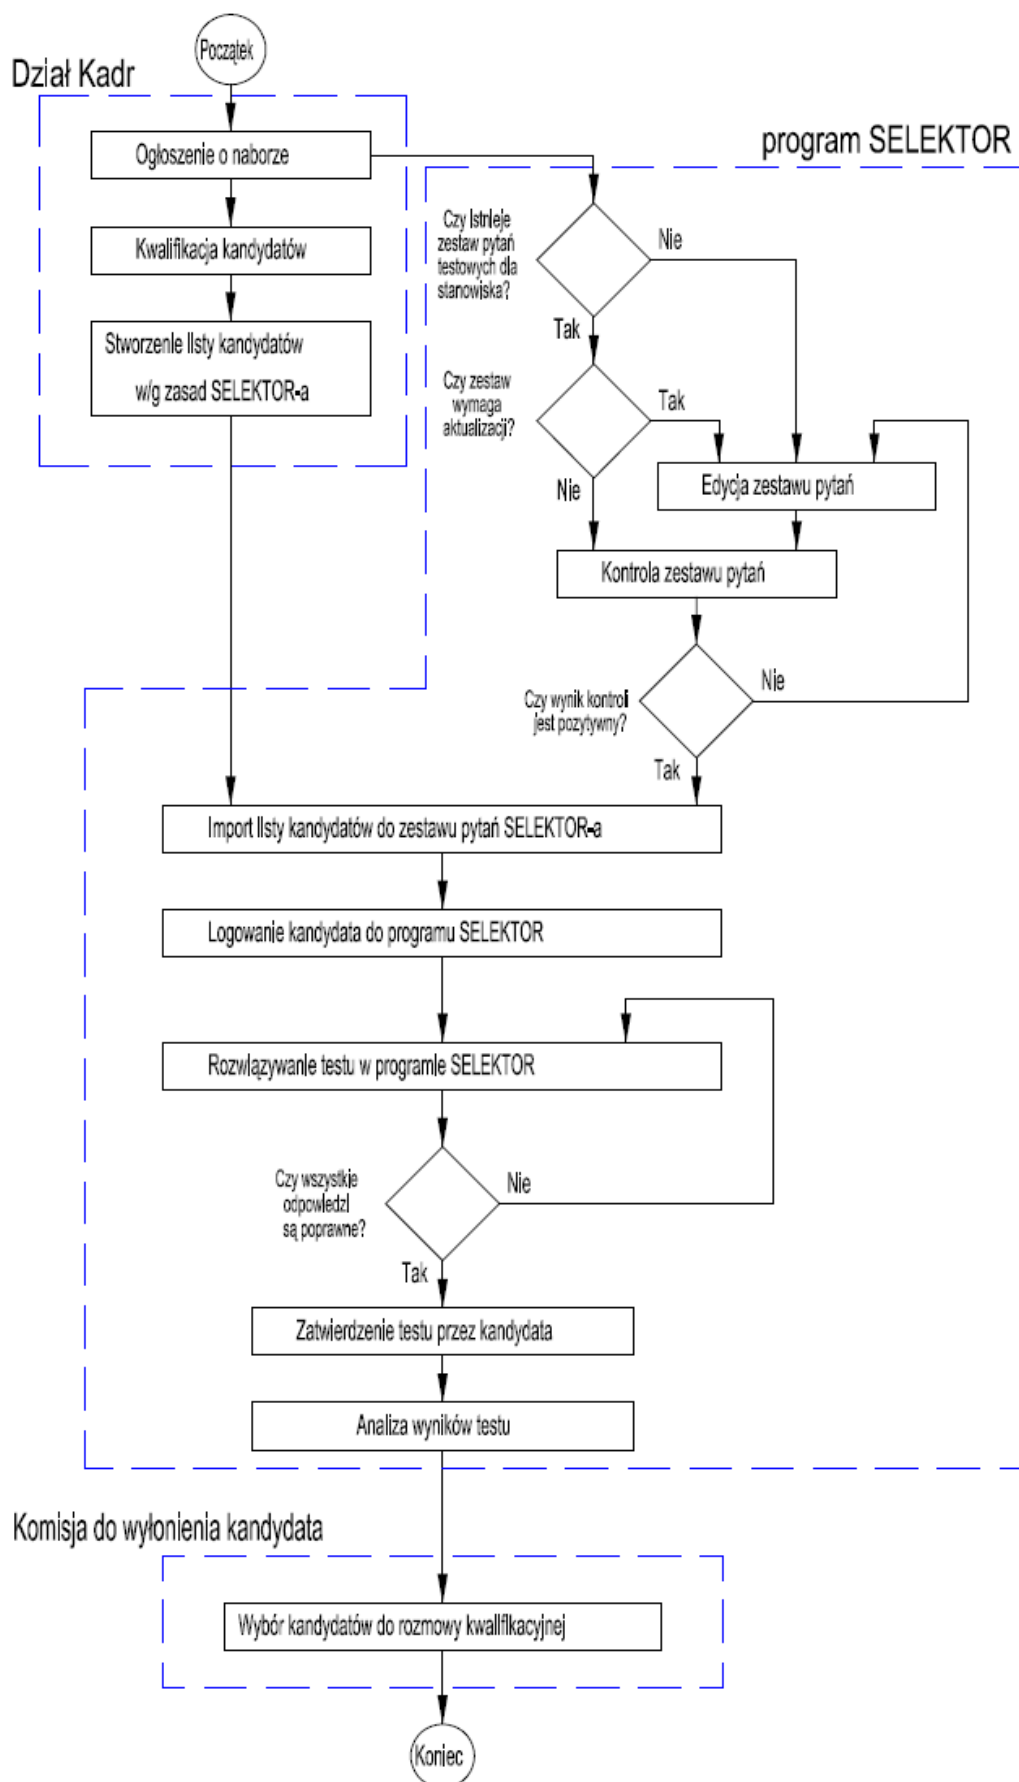 Początek
Dział Kadr
program SELEKTOR
Ogłoszenie o naborze
Kwalifikacja kandydatów
Stworzenie listy kandydatów
w/g zasad SELEKTOR-a
Czy istnieje
zestaw pytań
testowych dla
stanowiska?
Nie
Tak
Czy zestaw
wymaga
aktualizacji?
Tak
Nie
Edycja zestawu pytań
Kontrola zestawu pytań
Czy wynik kontroli
jest pozytywny?
Nie
Tak
Import listy kandydatów do zestawu pytań SELEKTOR-a
Logowanie kandydata do programu SELEKTOR
Rozwiązywanie testu w programie SELEKTOR
Czy wszystkie
odpowiedzi
są poprawne?
Nie
Tak
Zatwierdzenie testu przez kandydata
Analiza wyników testu
Komisja do wyłonienia kandydata
Wybór kandydatów do rozmowy kwalifikacyjnej
Koniec